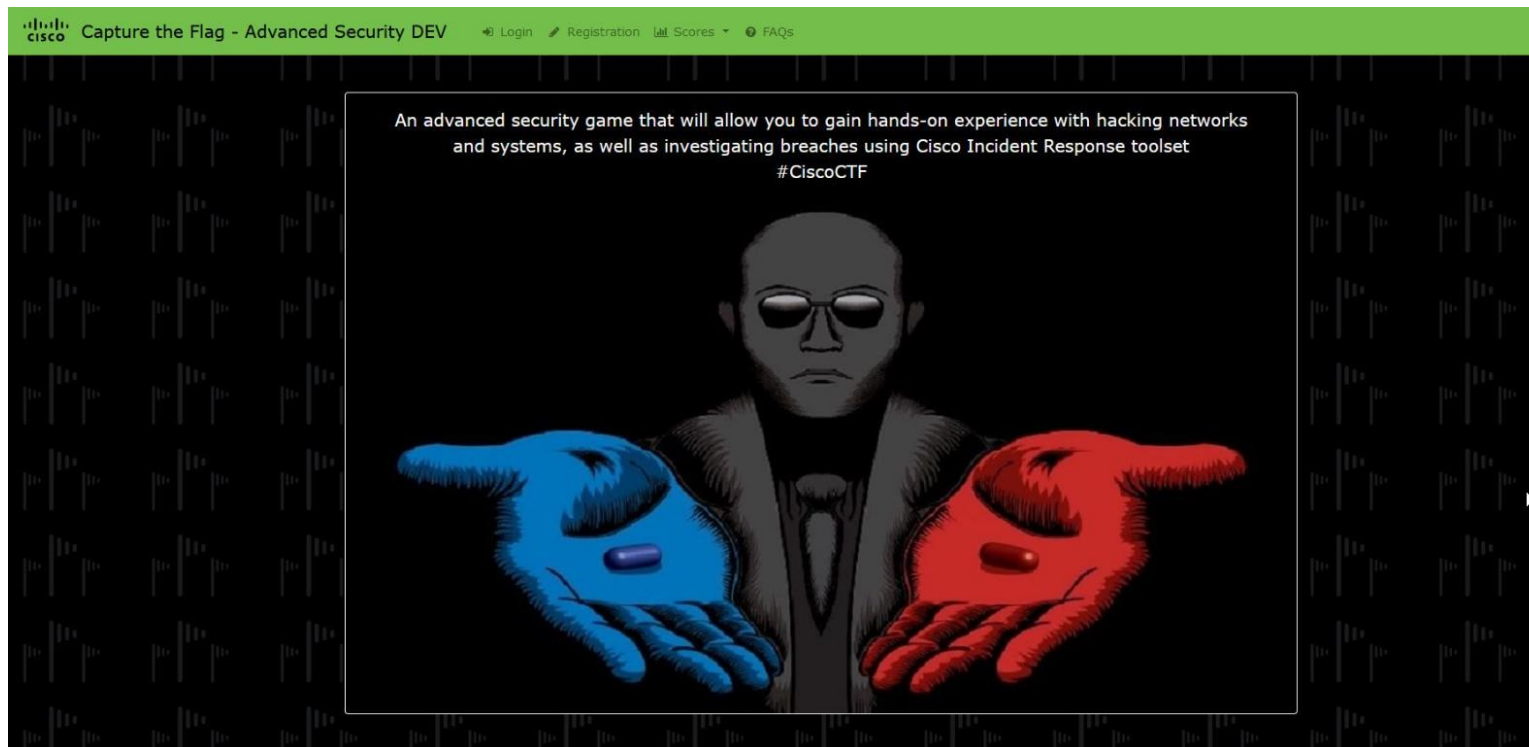 cisco Capture the Flag - Advanced Security DEV Login Registration Scores FAQs
An advanced security game that will allow you to gain hands-on experience with hacking networks
and systems, as well as investigating breaches using Cisco Incident Response toolset
#CiscoCTF